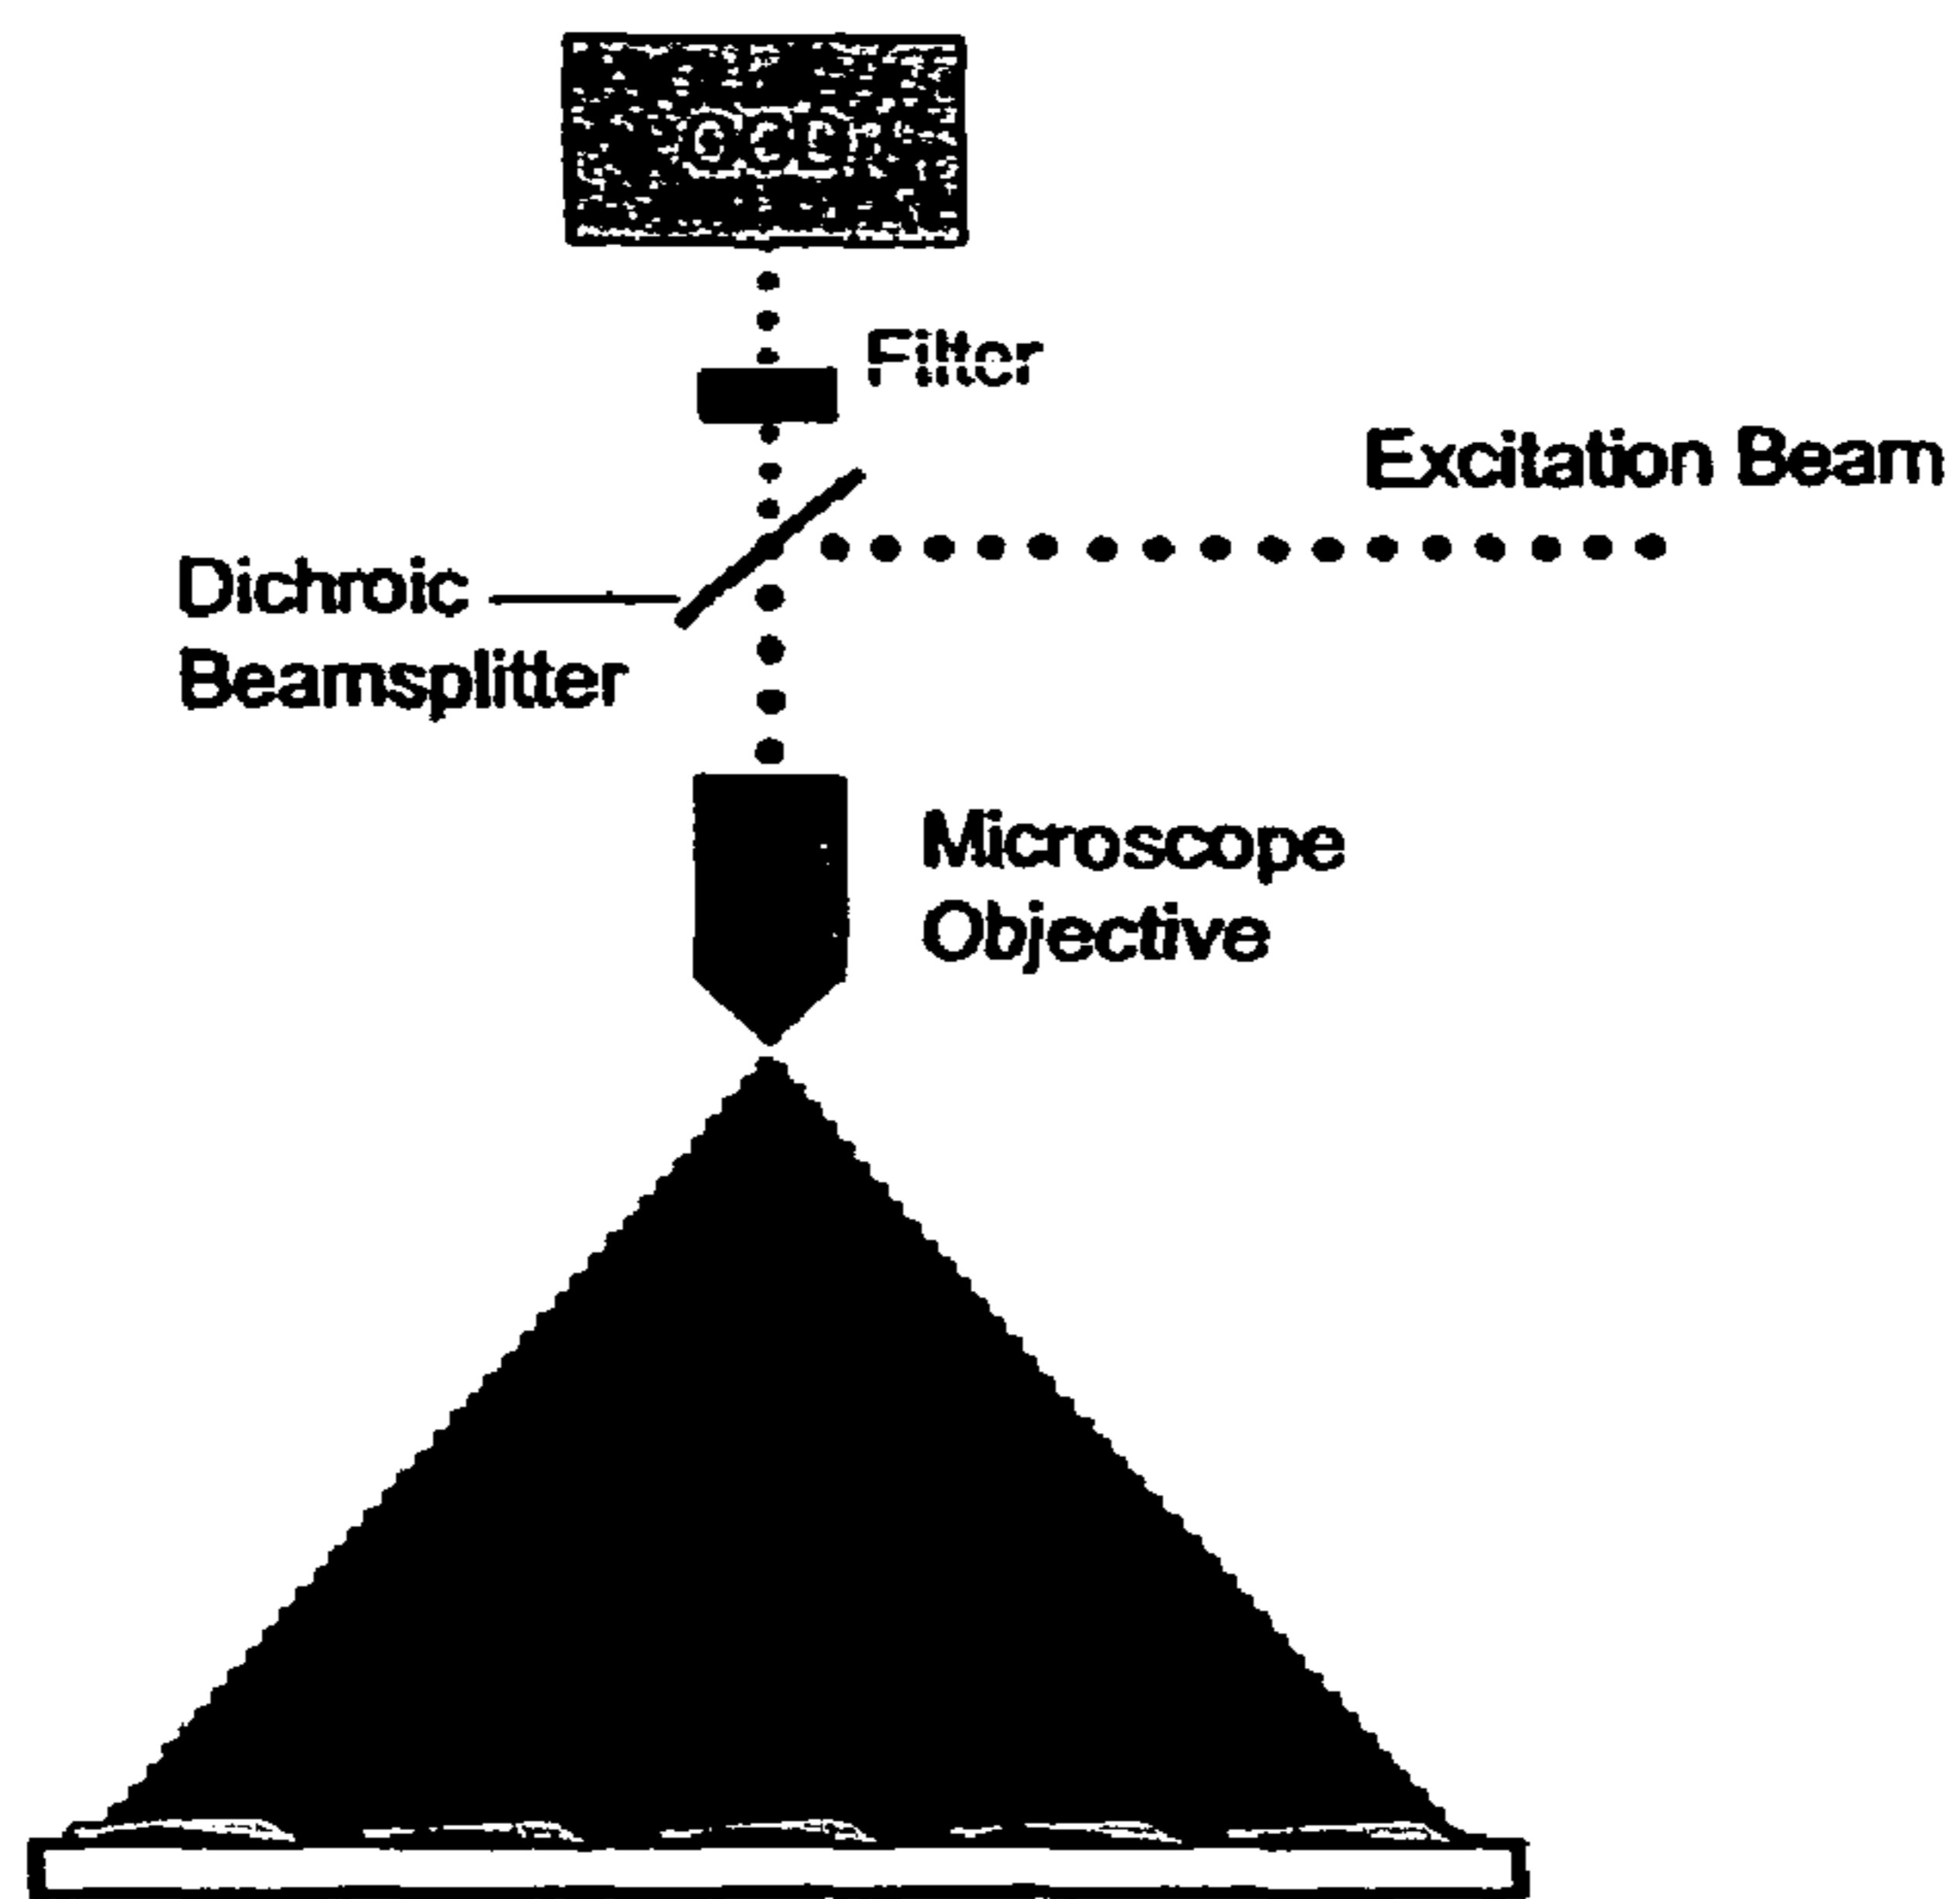 CCD
Filter
Excitation Beam
Dichroic
Beamsplitter
Microscope
Objective